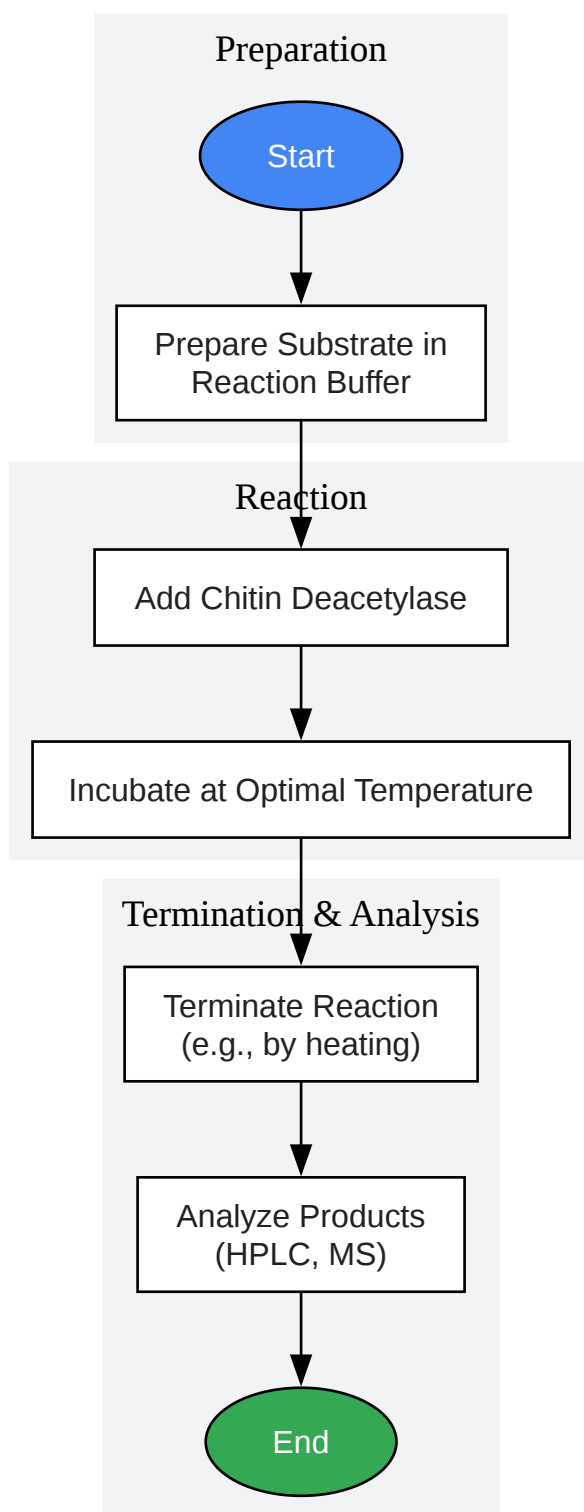 Preparation
Start
Prepare Substrate in
Reaction Buffer
Reaction
Add Chitin Deacetylase
Incubate at Optimal Temperature
Termination & Analysis
Terminate Reaction
(e.g., by heating)
Analyze Products
(HPLC, MS)
End